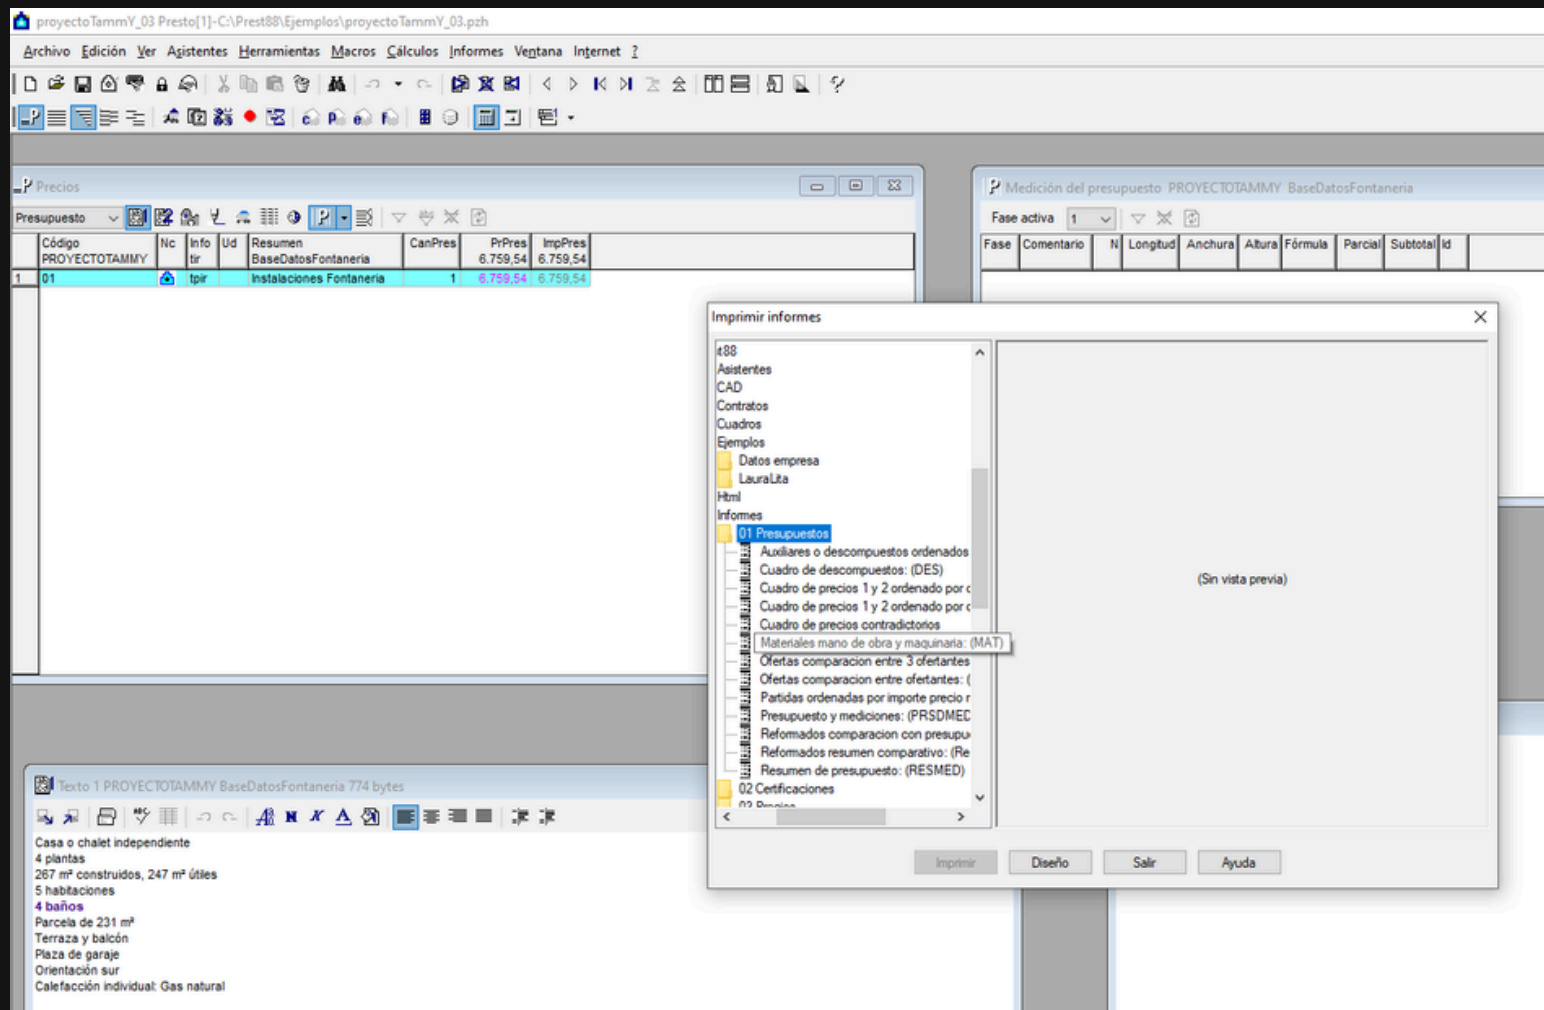 proyectoTammY_03 Presto[1]-C:\Prest88\Ejemplos\proyectoTammY_03.pzh
Archivo Edición Ver Asistentes Herramientas Macros Cálculos Informes Ventana Internet ?
Precios
Presupuesto
Código Nc Info Ud Resumen CanPres PrPres ImpPres
PROYECTOTAMMY tir BaseDatosFontaneria 6.759,54 6.759,54
1 01 tpir Instalaciones Fontaneria 1 6.759,54 6.759,54
Medición del presupuesto PROYECTOTAMMY BaseDatosFontaneria
Fase activa 1
Fase Comentario N Longitud Anchura Altura Fórmula Parcial Subtotal Id
Imprimir informes
t88
Asistentes
CAD
Contratos
Cuadros
Ejemplos
Datos empresa
LauraLita
Html
Informes
01 Presupuestos
Auxiliares o descompuestos ordenados
Cuadro de descompuestos: (DES)
Cuadro de precios 1 y 2 ordenado por c
Cuadro de precios 1 y 2 ordenado por c
Cuadro de precios contradictorios
Materiales mano de obra y maquinaria: (MAT)
Ofertas comparacion entre 3 ofertantes
Ofertas comparacion entre ofertantes: (
Partidas ordenadas por importe precio r
Presupuesto y mediciones: (PRSDMED
Reformados comparacion con presupu
Reformados resumen comparativo: (Re
Resumen de presupuesto: (RESMED)
02 Certificaciones
03 Precios
(Sin vista previa)
Imprimir Diseño Salir Ayuda
Texto 1 PROYECTOTAMMY BaseDatosFontaneria 774 bytes
Casa o chalet independiente
4 plantas
267 m² construidos, 247 m² útiles
5 habitaciones
4 baños
Parcela de 231 m²
Terraza y balcón
Plaza de garaje
Orientación sur
Calefacción individual: Gas natural